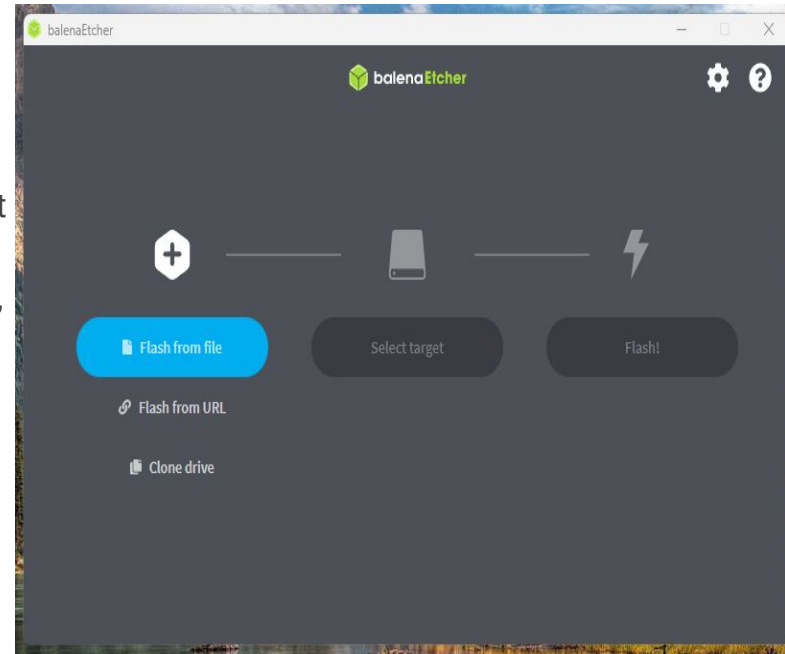 balenaEtcher
balenaEtcher
t
,
Flash from file
Select target
Flash!
Flash from URL
Clone drive